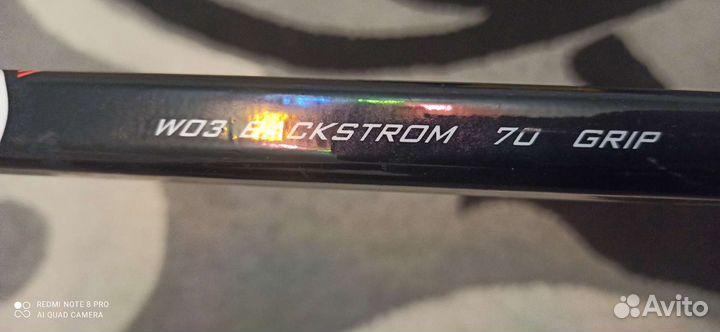 W03 BACKSTROM 70 GRIP
REDMI NOTE 8 PRO
AI QUAD CAMERA
Avito